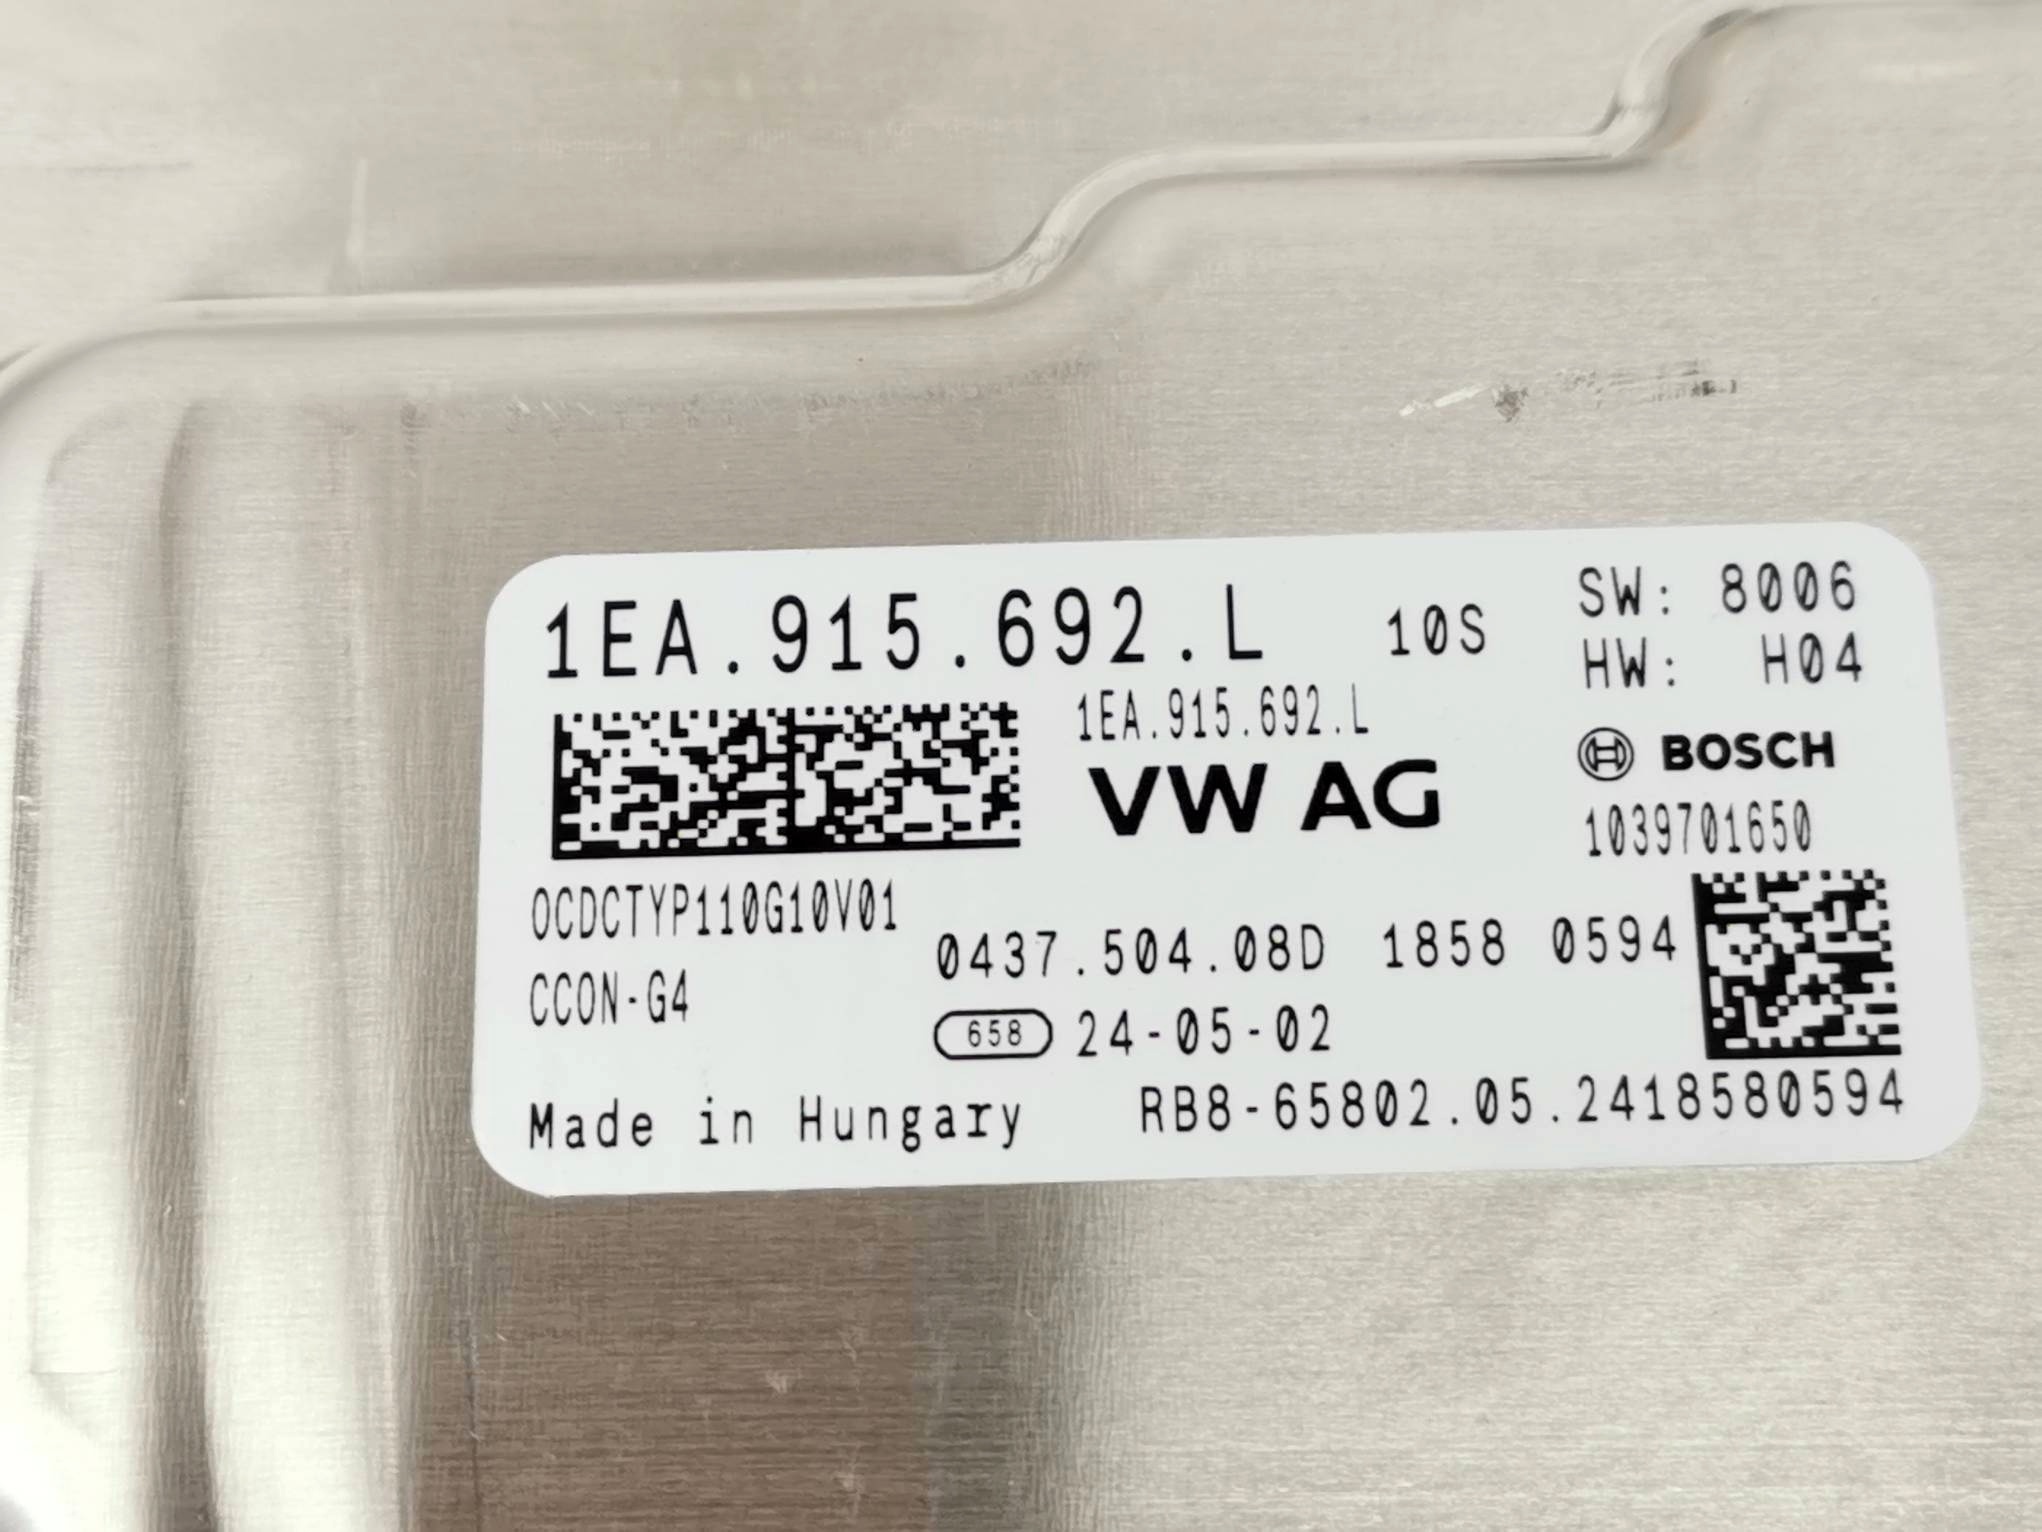 1EA.915.692.L 10S SW: 8006
HW: H04
1EA.915.692.L
VW AG
BOSCH
1039701650
OCDCTYP110G10V01
CCON-G4
0437.504.08D 1858 0594
658 24-05-02
Made in Hungary RB8-65802.05.2418580594